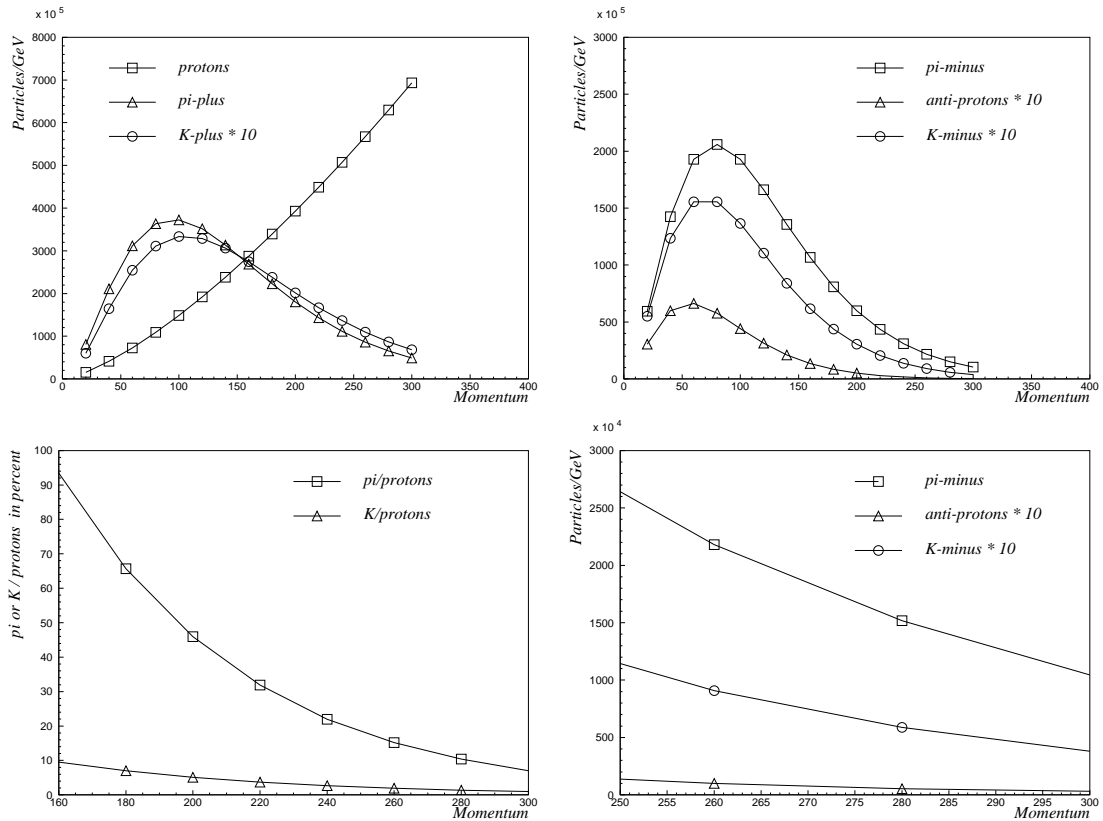 x 10 5
Particles/GeV
8000
7000
6000
5000
4000
3000
2000
1000
0
protons
pi-plus
K-plus * 10
0 50 100 150 200 250 300 350 400
Momentum
x 10 5
Particles/GeV
3000
2500
2000
1500
1000
500
0
pi-minus
anti-protons * 10
K-minus * 10
0 50 100 150 200 250 300 350 400
Momentum
pi or K / protons in percent
100
90
80
70
60
50
40
30
20
10
0
pi/protons
K/protons
160 180 200 220 240 260 280 300
Momentum
x 10 4
Particles/GeV
3000
2500
2000
1500
1000
500
0
pi-minus
anti-protons * 10
K-minus * 10
250 255 260 265 270 275 280 285 290 295 300
Momentum